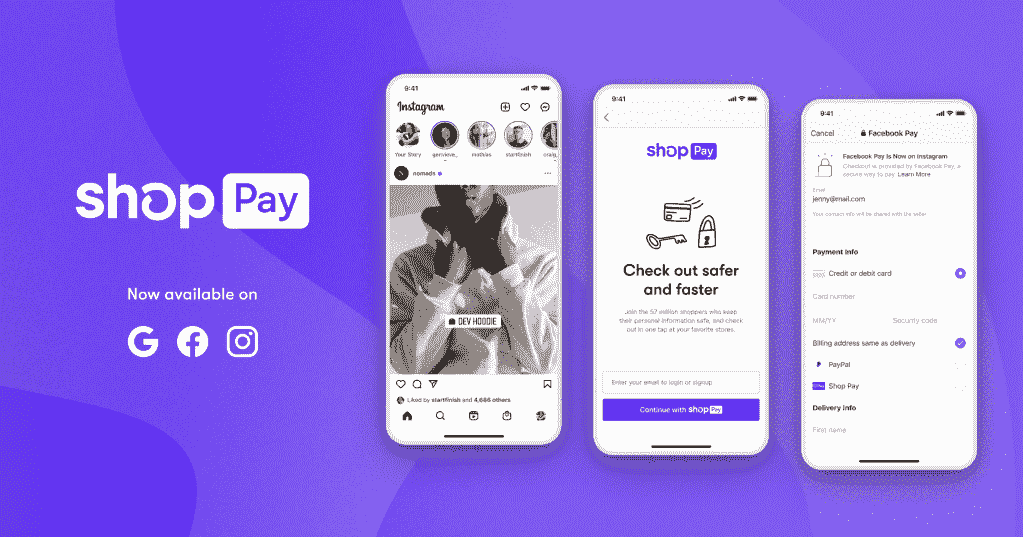 shop Pay
Now available on
9:41
Instagram
Your Story
genvieve_
mathias
startfinish
craig_
nomads
DEV HOODIE
Liked by startfinish and 4,686 others
9:41
shop Pay
Check out safer
and faster
Join the 57 million shoppers who keep
their personal information safe, and check
out in one tap at your favorite stores.
Enter your email to login or signup
Continue with shop Pay
9:41
Cancel
Facebook Pay
Facebook Pay Is Now on Instagram
Checkout is provided by Facebook Pay, a
secure way to pay. Learn More
Email
jenny@mail.com
Your contact info will be shared with the seller
Payment Info
Credit or debit card
Card number
MM/YY
Security code
Billing address same as delivery
PayPal
Shop Pay
Delivery info
First name